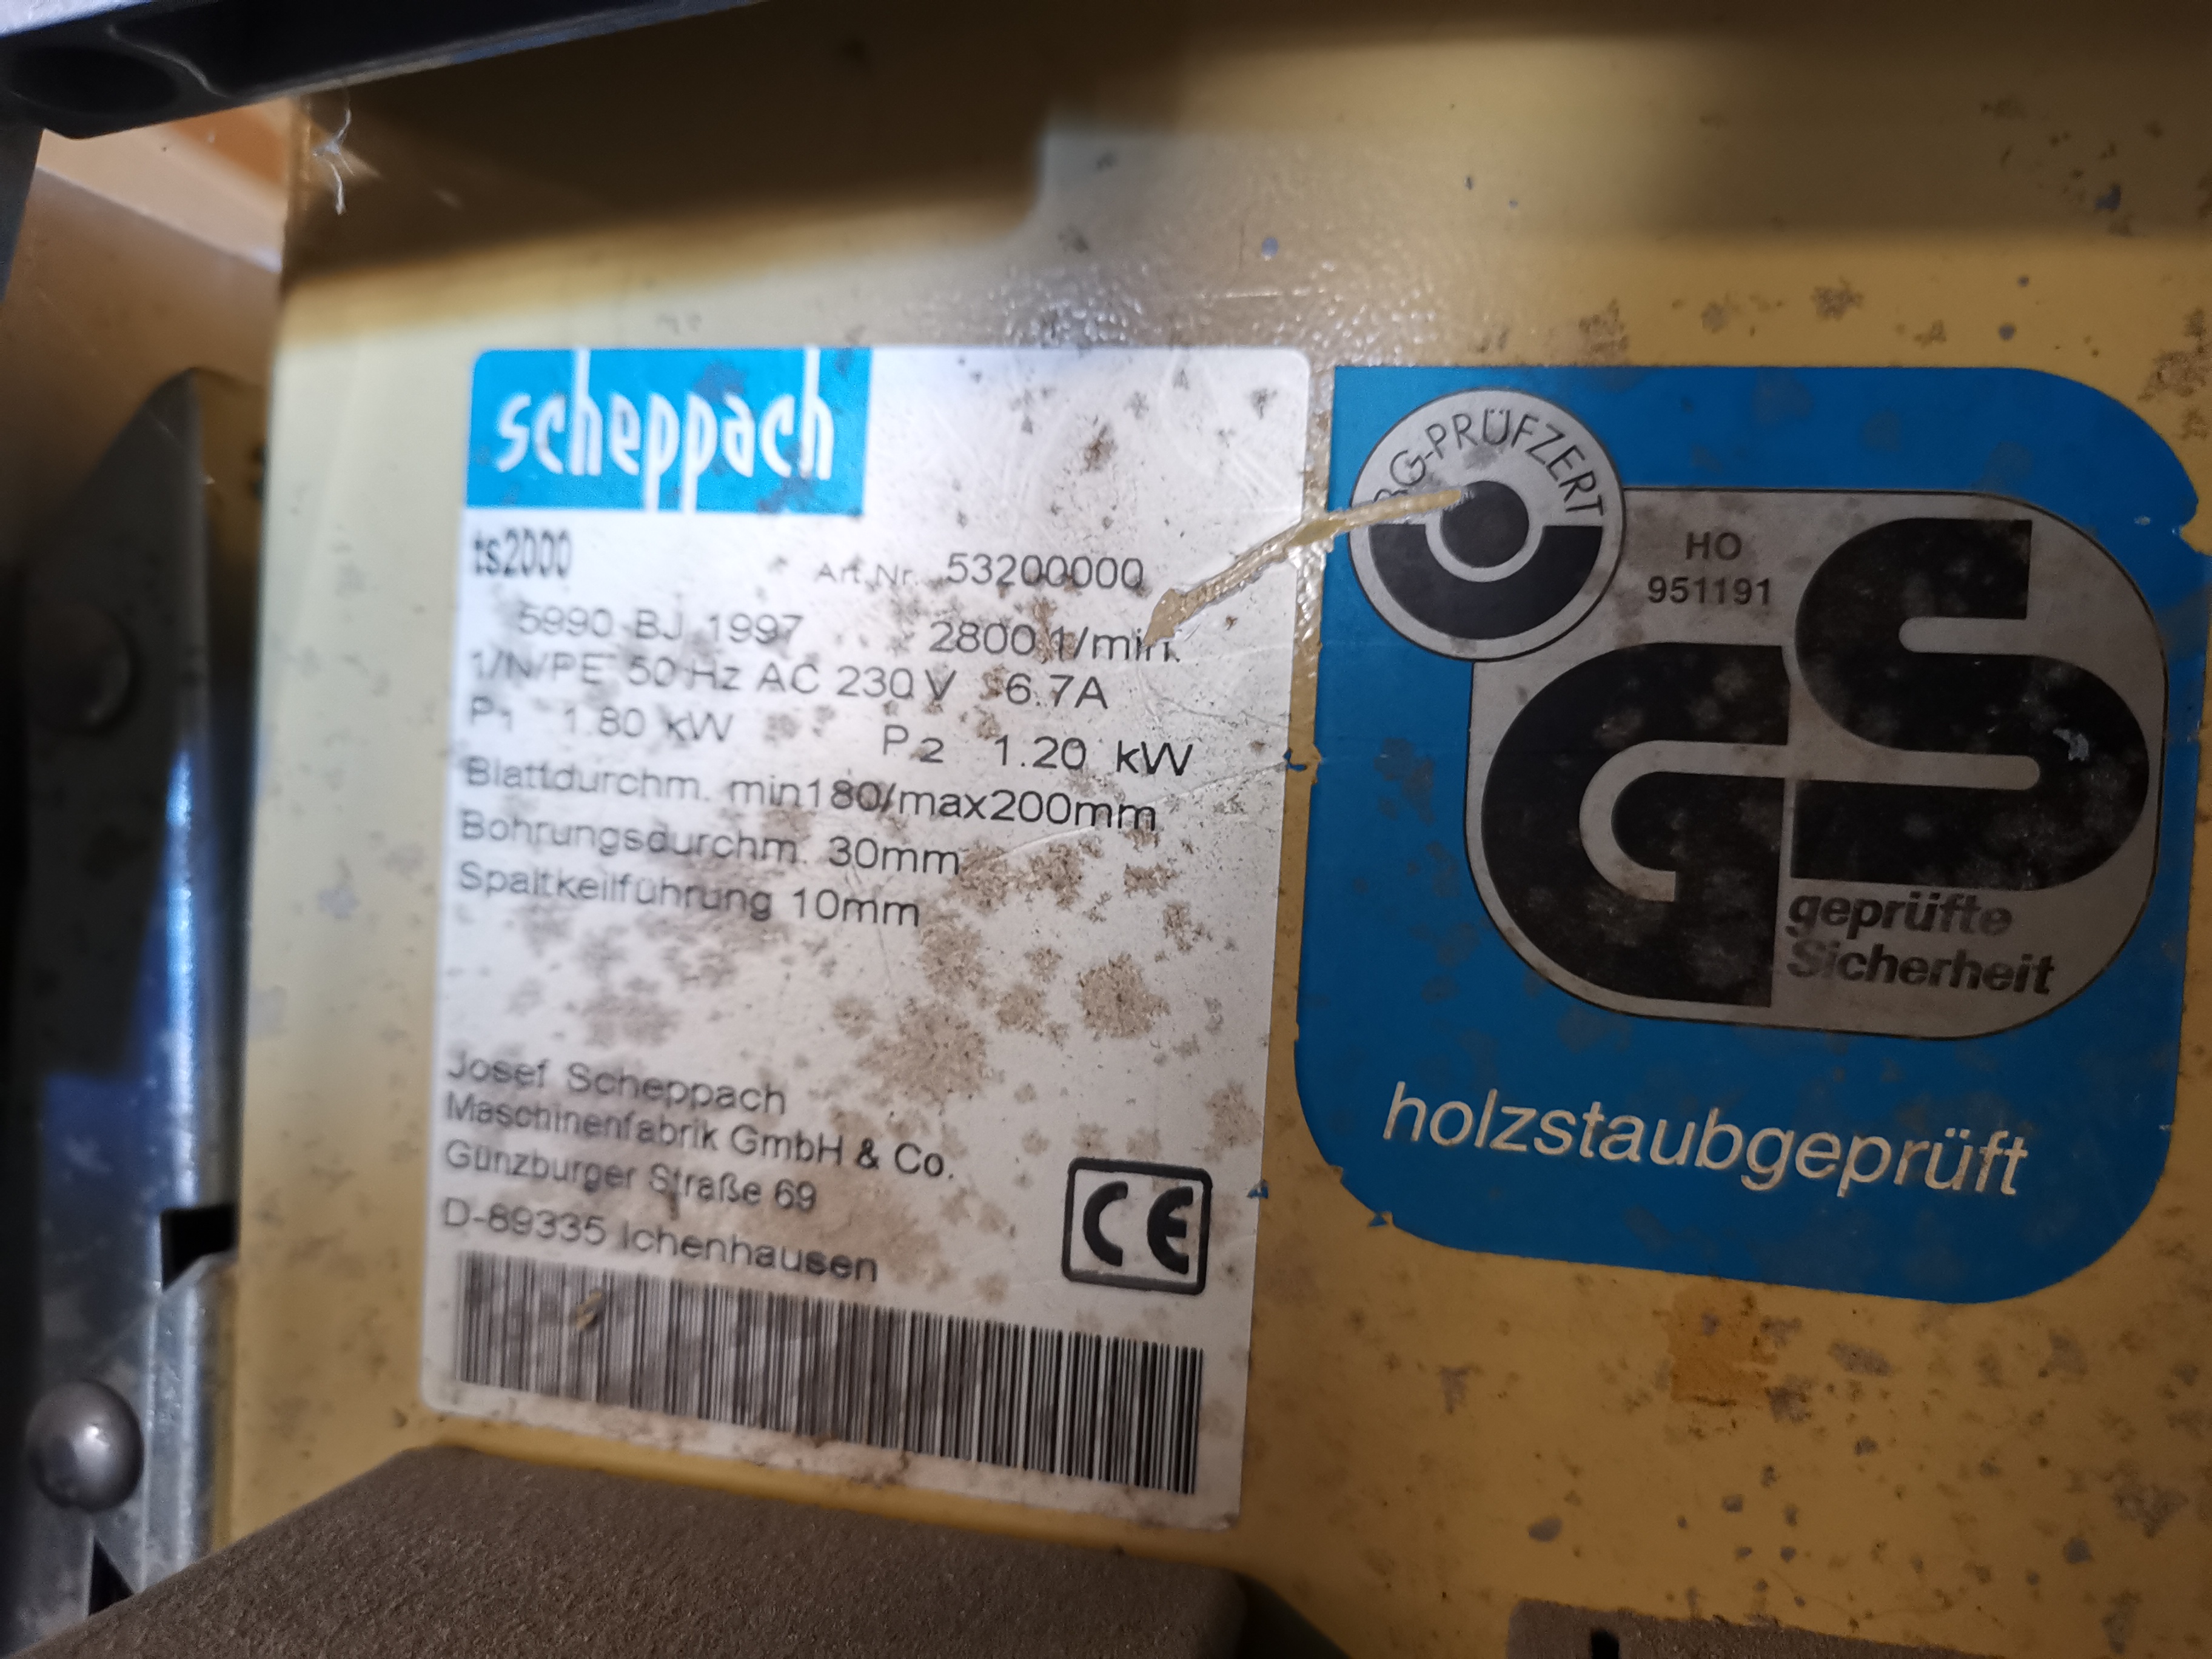 scheppach
ts2000
Art.Nr. 53200000
5990 BJ 1997 2800 1/min.
1/N/PE 50 Hz AC 230 V 6.7A
P1 1.80 kW P2 1.20 kW
Blattdurchm. min180/max200mm
Bohrungsdurchm. 30mm
Spaltkeilführung 10mm
Josef Scheppach
Maschinenfabrik GmbH & Co.
Günzburger Straße 69
D-89335 Ichenhausen
CE
BG-PRÜFZERT
HO
951191
GS
geprüfte
Sicherheit
holzstaubgeprüft